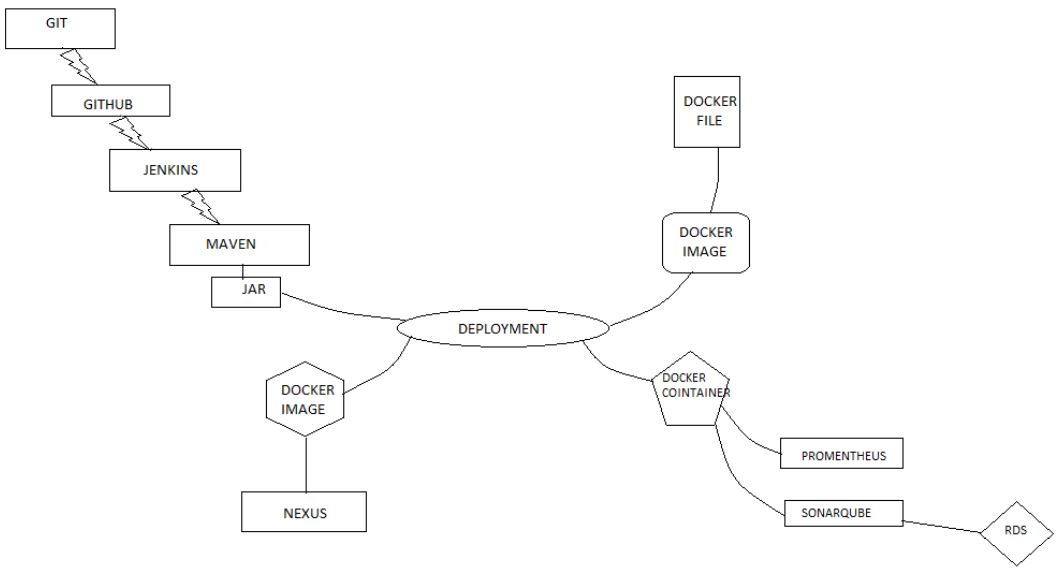 GIT
GITHUB
JENKINS
MAVEN
JAR
DOCKER
FILE
DOCKER
IMAGE
DEPLOYMENT
DOCKER
IMAGE
NEXUS
DOCKER
COINTAINER
PROMENTHEUS
SONARQUBE
RDS